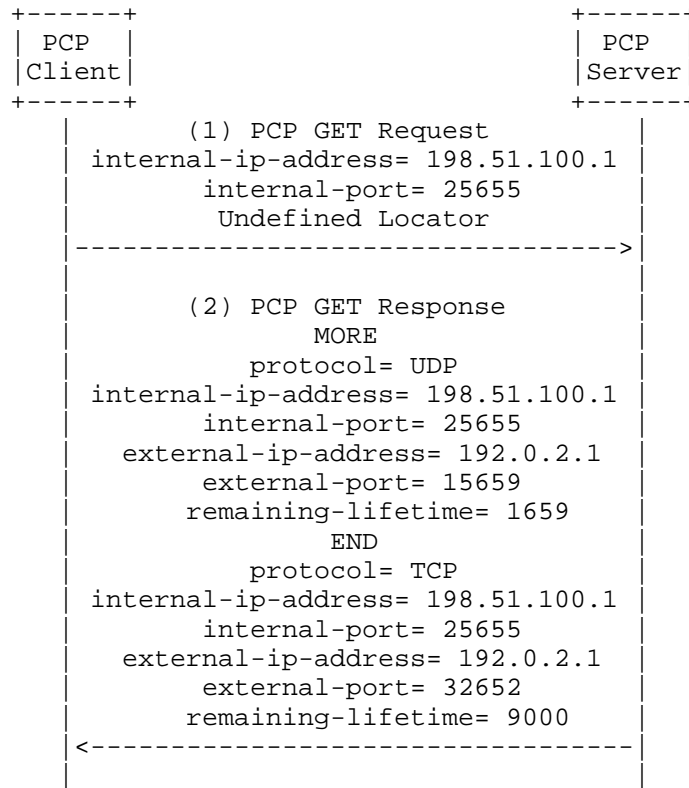 +------+ +------
| PCP | | PCP
|Client| |Server|
+------+ +------
(1) PCP GET Request
internal-ip-address= 198.51.100.1
internal-port= 25655
Undefined Locator
|---------------------------------->|
(2) PCP GET Response
MORE
protocol= UDP
internal-ip-address= 198.51.100.1
internal-port= 25655
external-ip-address= 192.0.2.1
external-port= 15659
remaining-lifetime= 1659
END
protocol= TCP
internal-ip-address= 198.51.100.1
internal-port= 25655
external-ip-address= 192.0.2.1
external-port= 32652
remaining-lifetime= 9000
|<----------------------------------|